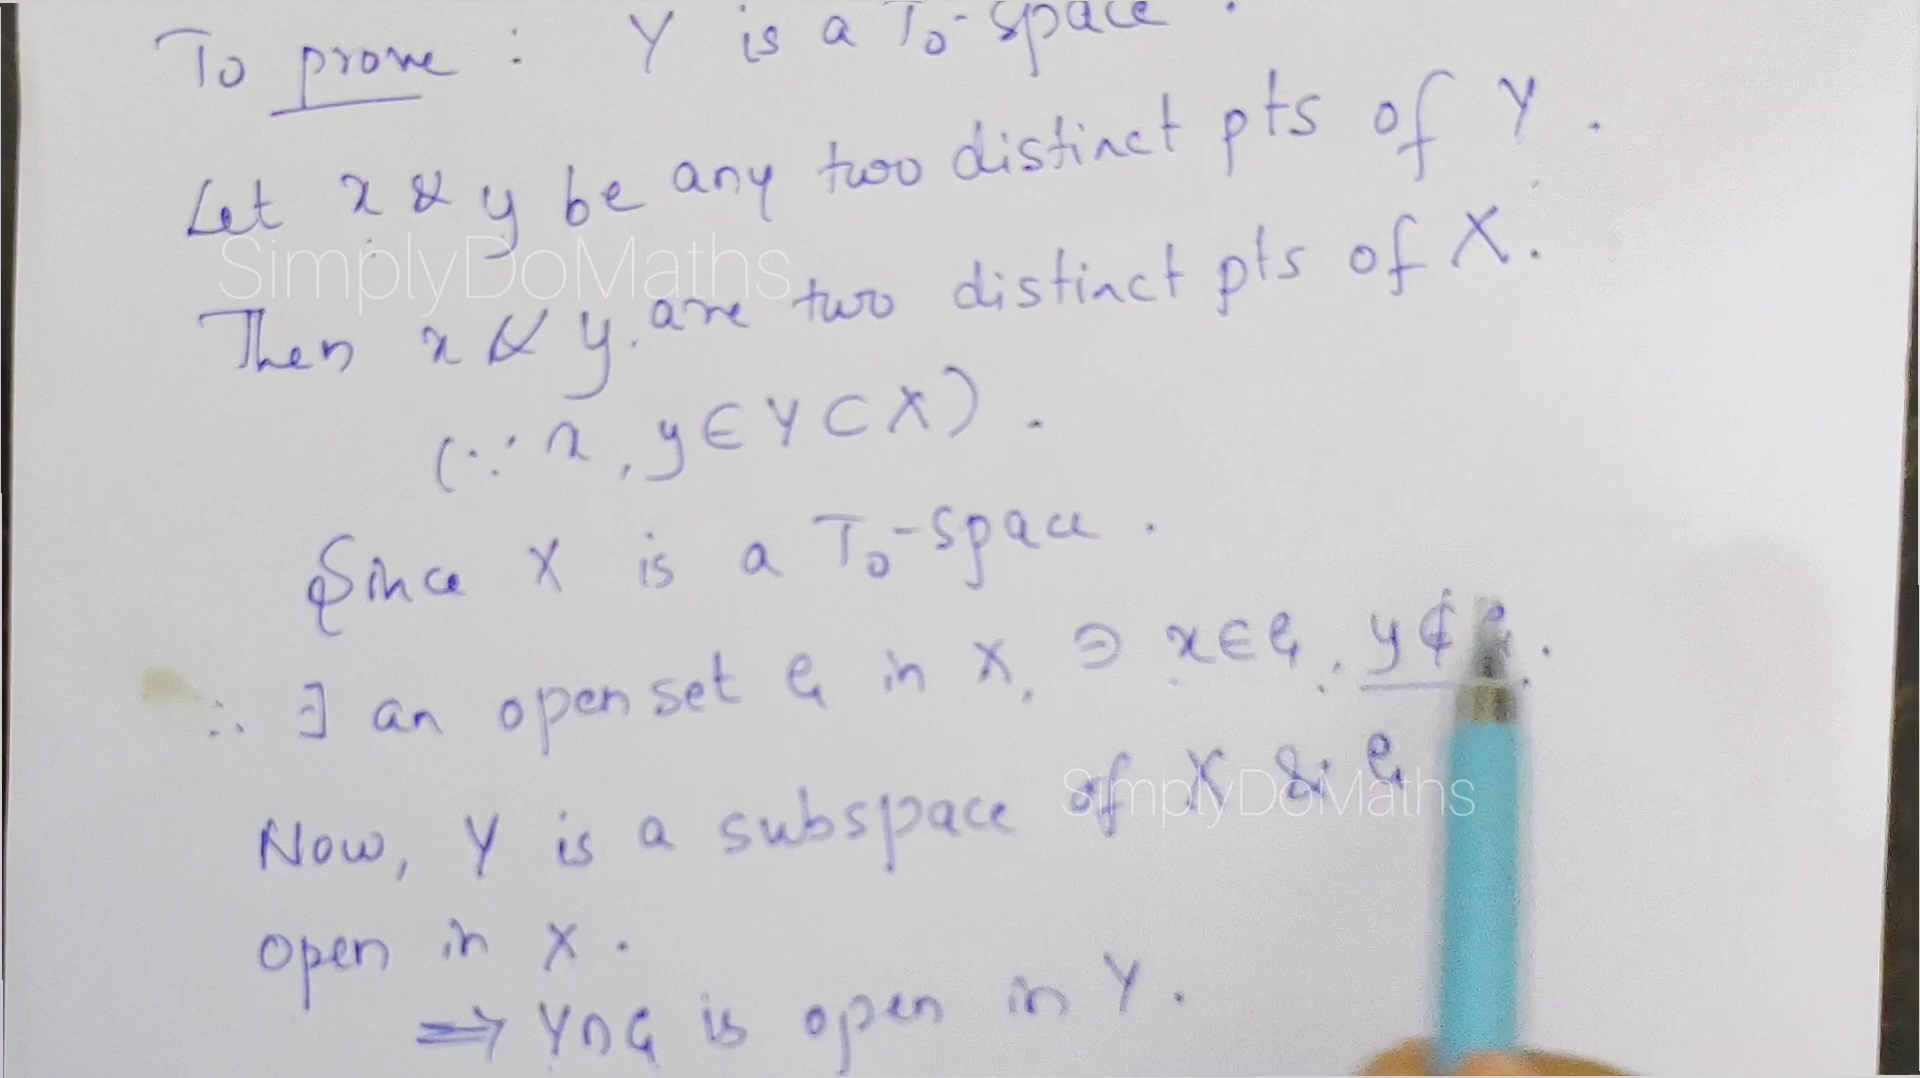 To prove : Y is a T₀-space .
Let x & y be any two distinct pts of Y .
SimplyDoMaths
Then x & y are two distinct pts of X .
(∵ x , y ∈ Y ⊂ X) .
Since X is a T₀-space .
∴ ∃ an open set G in X, ∋ x ∈ G , y ∉ G .
Now, Y is a subspace of X & G
SimplyDoMaths
open in X .
⇒ Y ∩ G is open in Y .